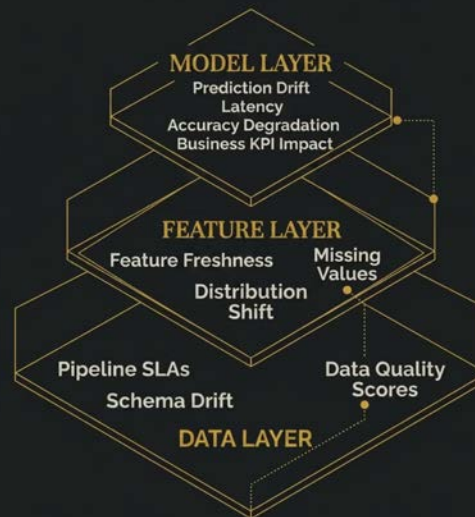 MODEL LAYER
Prediction Drift
Latency
Accuracy Degradation
Business KPI Impact
FEATURE LAYER
Feature Freshness
Missing
Values
Distribution
Shift
Pipeline SLAs
Schema Drift
Data Quality
Scores
DATA LAYER